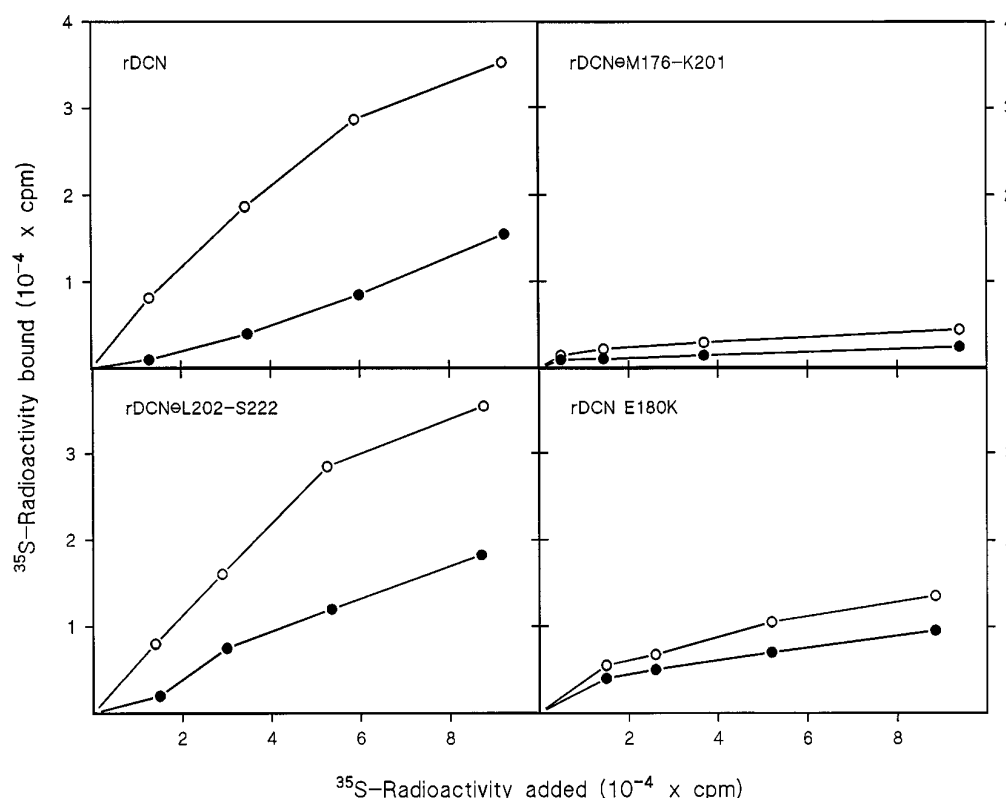 4
rDCN
rDCN⊖M176-K201
3
2
1
rDCN⊖L202-S222
rDCN E180K
3
2
1
2
4
6
8
2
4
6
8
³⁵S-Radioactivity bound (10⁻⁴ x cpm)
³⁵S-Radioactivity added (10⁻⁴ x cpm)